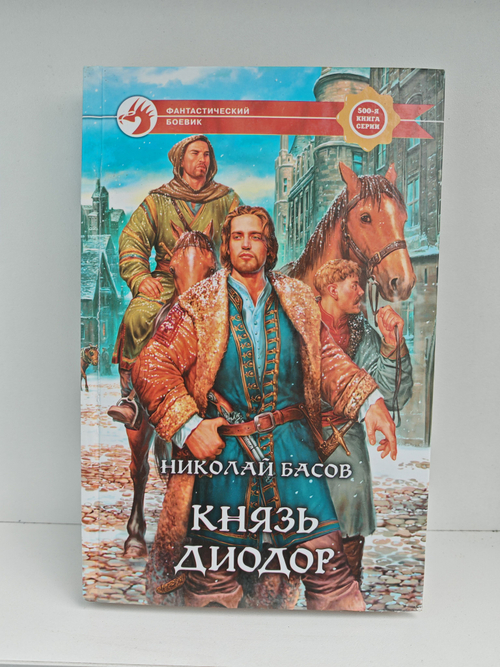 ФАНТАСТИЧЕСКИЙ
БОЕВИК
500-Я
КНИГА
СЕРИИ
НИКОЛАЙ БАСОВ
КНЯЗЬ
ДИОДОР